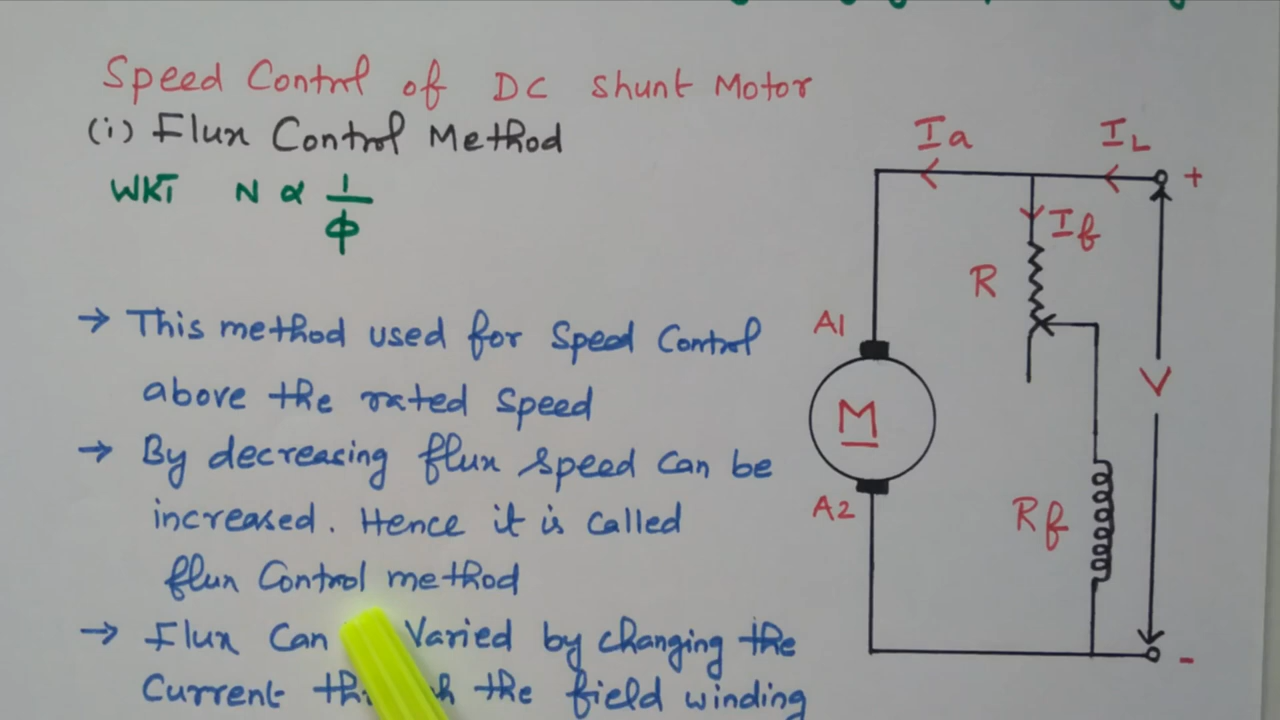 Speed Control of DC Shunt Motor
(i) Flux Control Method
WKT N ∝ 1/ϕ
→ This method used for Speed Control
above the rated Speed
→ By decreasing flux speed can be
increased. Hence it is called
flux Control method
→ Flux Can Varied by changing the
Current the field winding
Ia
IL
+
If
R
A1
V
M
A2
Rf
-